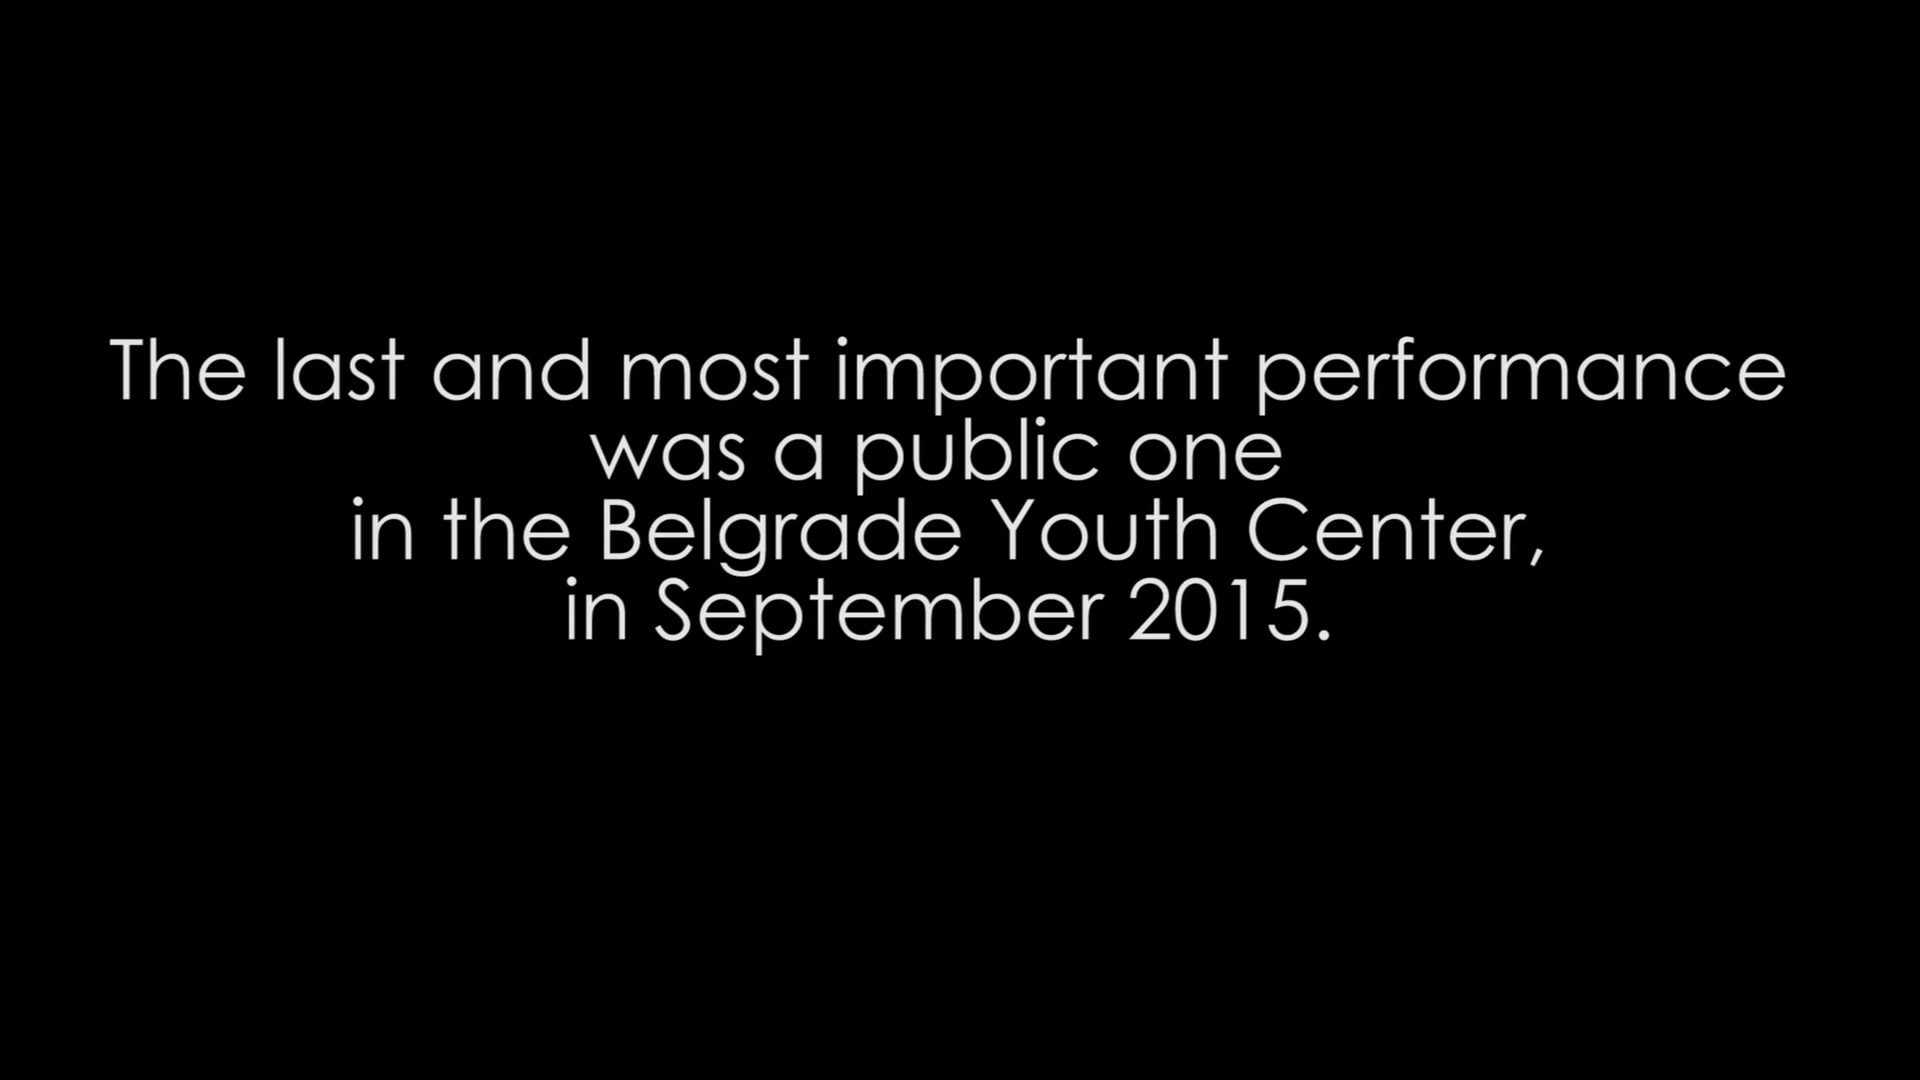 The last and most important performance
was a public one
in the Belgrade Youth Center,
in September 2015.